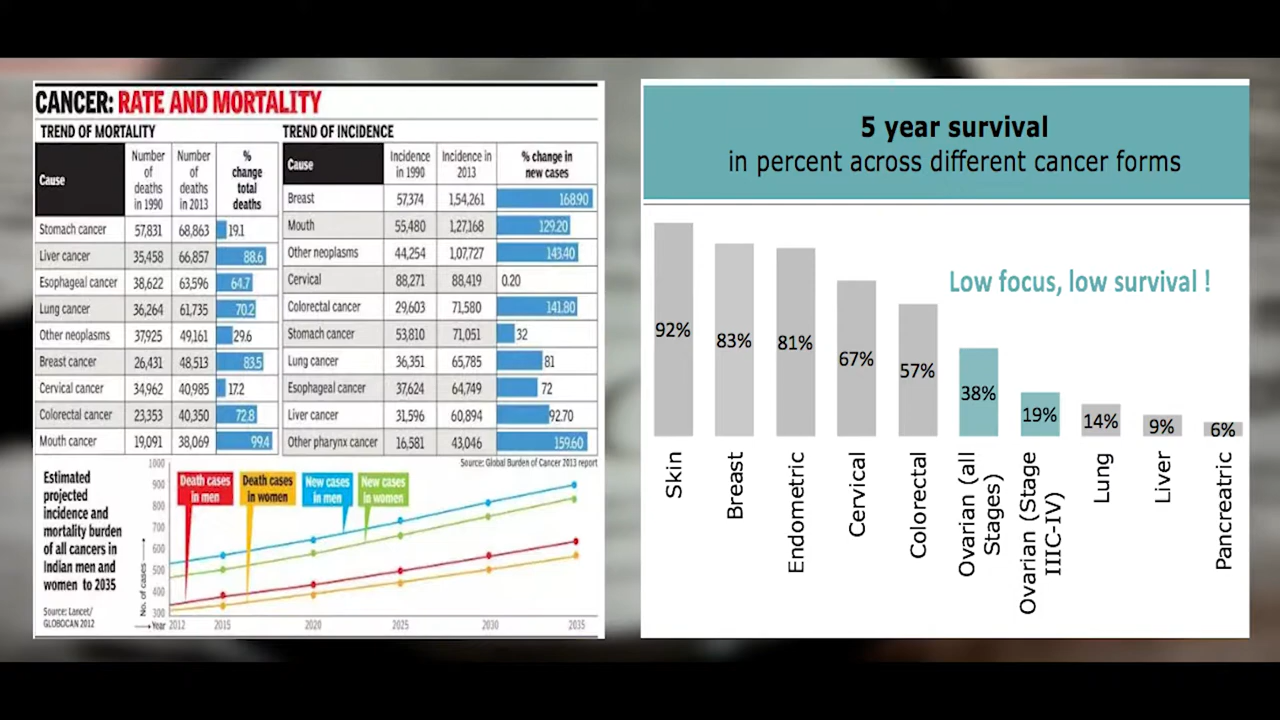 CANCER: RATE AND MORTALITY
TREND OF MORTALITY
Cause Number of deaths in 1990 Number of deaths in 2013 % change total deaths
Stomach cancer 57,831 68,863 19.1
Liver cancer 35,458 66,857 88.6
Esophageal cancer 38,622 63,596 64.7
Lung cancer 36,264 61,735 70.2
Other neoplasms 37,925 49,161 29.6
Breast cancer 26,431 48,513 83.5
Cervical cancer 34,962 40,985 17.2
Colorectal cancer 23,353 40,350 72.8
Mouth cancer 19,091 38,069 99.4
TREND OF INCIDENCE
Cause Incidence in 1990 Incidence in 2013 % change in new cases
Breast 57,374 1,54,261 168.90
Mouth 55,480 1,27,168 129.20
Other neoplasms 44,254 1,07,727 143.40
Cervical 88,271 88,419 0.20
Colorectal cancer 29,603 71,580 141.80
Stomach cancer 53,810 71,051 32
Lung cancer 36,351 65,785 81
Esophageal cancer 37,624 64,749 72
Liver cancer 31,596 60,894 92.70
Other pharynx cancer 16,581 43,046 159.60
Source: Global Burden of Cancer 2013 report
Estimated
projected
incidence and
mortality burden
of all cancers in
Indian men and
women to 2035
Source: Lancet/
GLOBOCAN 2012
No. of cases
1000
900
800
700
600
500
400
300
Death cases
in men
Death cases
in women
New cases
in men
New cases
in women
Year 2012 2015 2020 2025 2030 2035
5 year survival
in percent across different cancer forms
Low focus, low survival !
92% 83% 81% 67% 57% 38% 19% 14% 9% 6%
Skin
Breast
Endometric
Cervical
Colorectal
Ovarian (all
Stages)
Ovarian (Stage
IIIC-IV)
Lung
Liver
Pancreatric